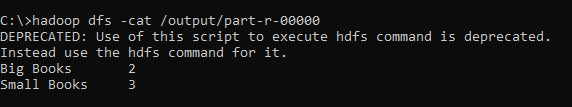 C:\>hadoop dfs -cat /output/part-r-00000
DEPRECATED: Use of this script to execute hdfs command is deprecated.
Instead use the hdfs command for it.
Big Books       2
Small Books     3